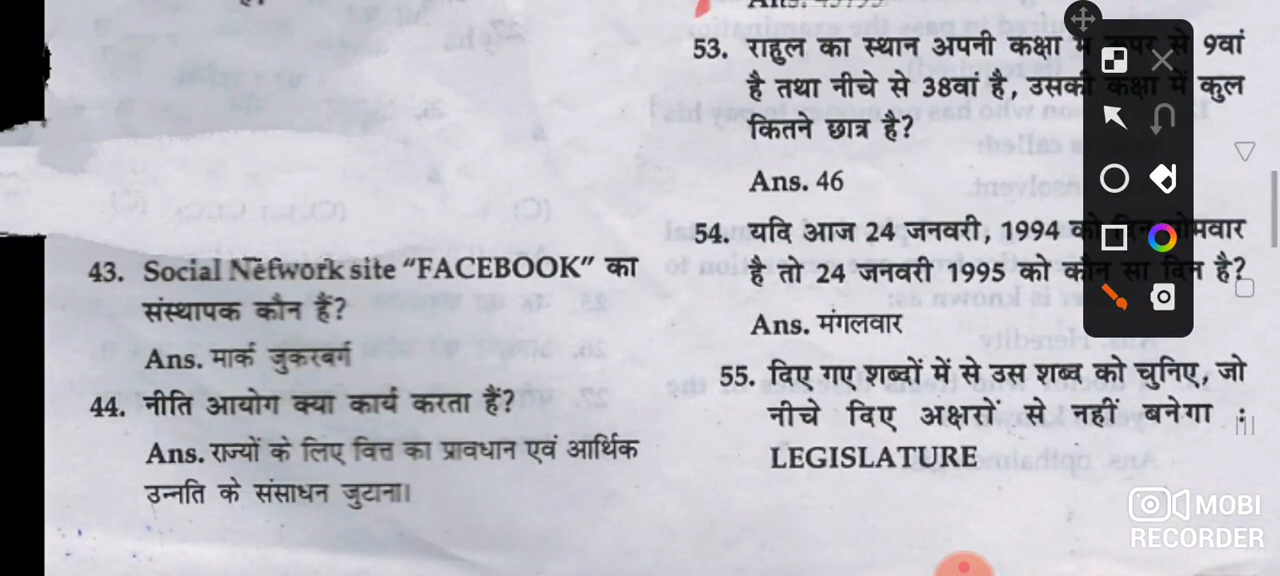 43. Social Network site “FACEBOOK” का
संस्थापक कौन हैं?
Ans. मार्क जुकरबर्ग
44. नीति आयोग क्या कार्य करता हैं?
Ans. राज्यों के लिए वित्त का प्रावधान एवं आर्थिक
उन्नति के संसाधन जुटाना।
53. राहुल का स्थान अपनी कक्षा में ऊपर से 9वां
है तथा नीचे से 38वां है, उसकी कक्षा में कुल
कितने छात्र है?
Ans. 46
54. यदि आज 24 जनवरी, 1994 को दिन सोमवार
है तो 24 जनवरी 1995 को कौन सा दिन है?
Ans. मंगलवार
55. दिए गए शब्दों में से उस शब्द को चुनिए, जो
नीचे दिए अक्षरों से नहीं बनेगा :
LEGISLATURE
MOBI
RECORDER